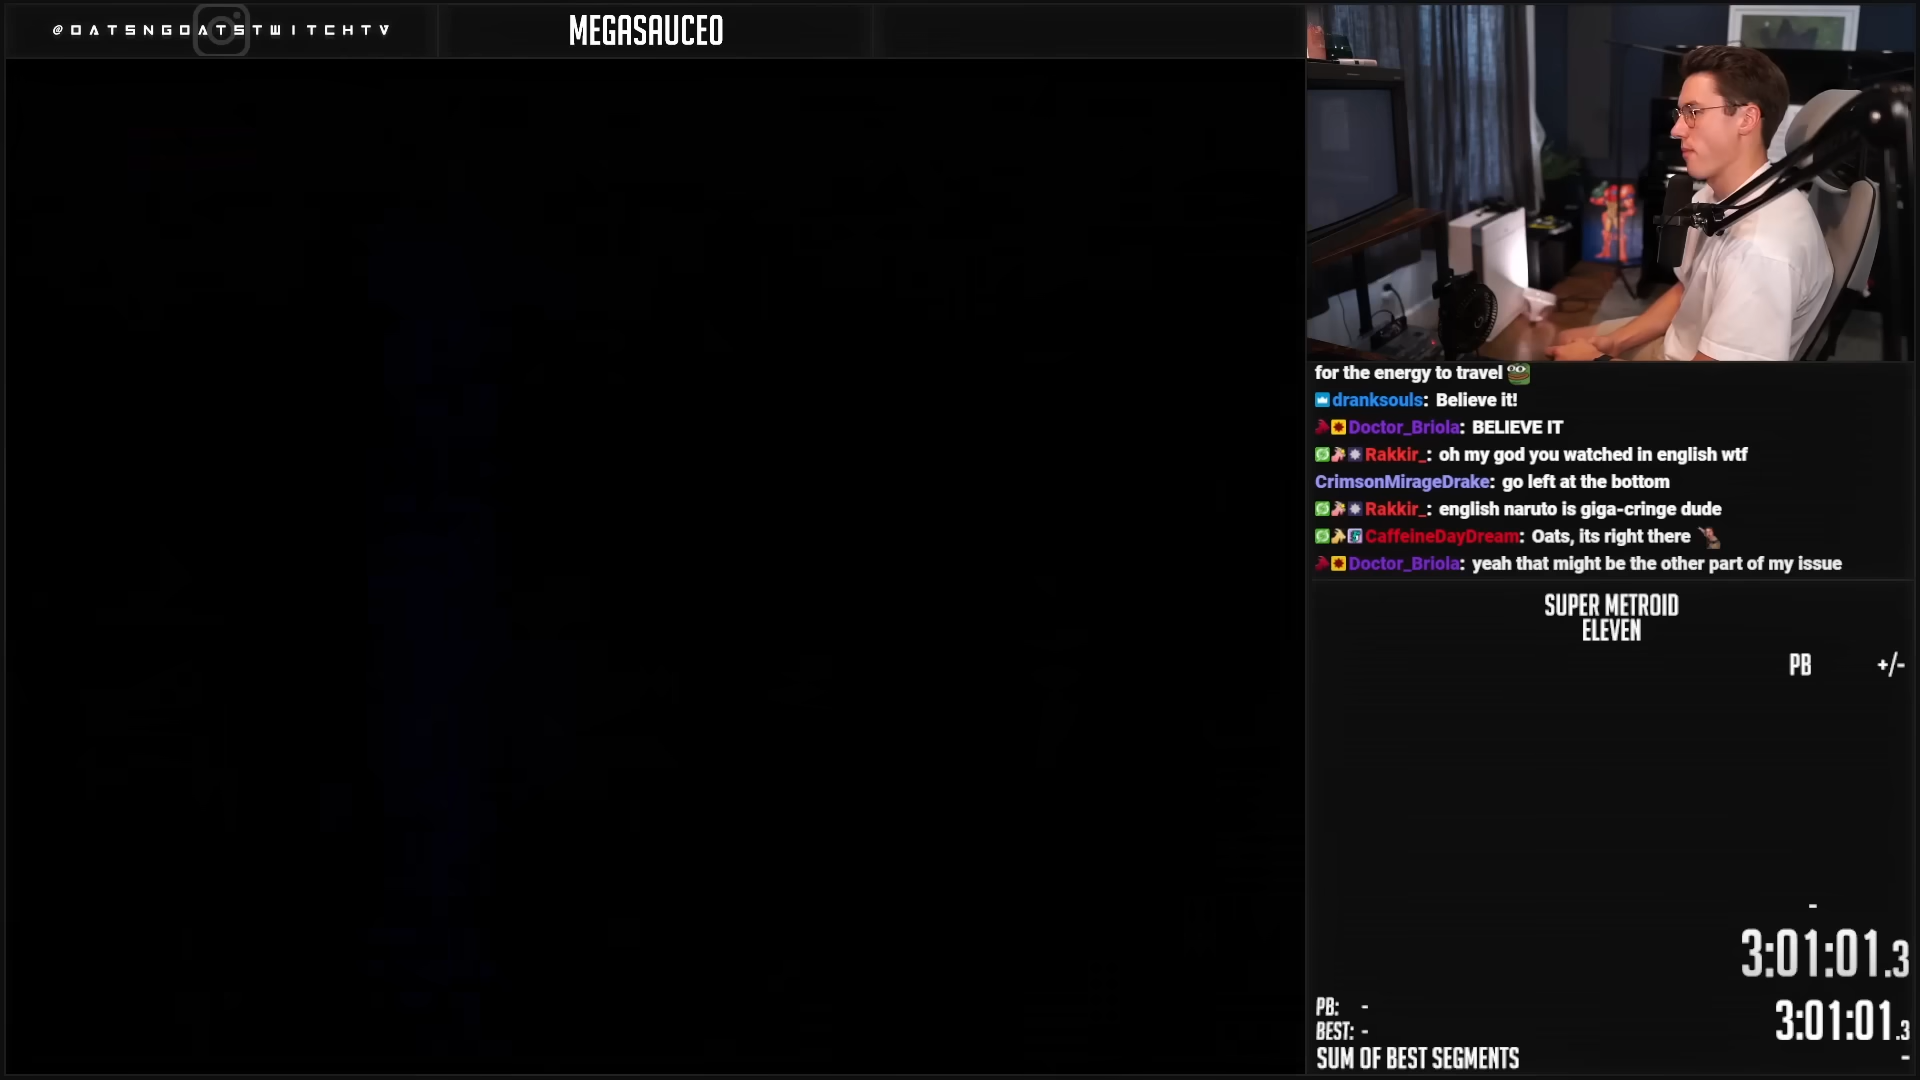 @OATSNGOATSTWITCHTV
MEGASAUCEO
for the energy to travel
dranksouls: Believe it!
Doctor_Briola: BELIEVE IT
Rakkir_: oh my god you watched in english wtf
CrimsonMirageDrake: go left at the bottom
Rakkir_: english naruto is giga-cringe dude
CaffeineDayDream: Oats, its right there
Doctor_Briola: yeah that might be the other part of my issue
SUPER METROID
ELEVEN
PB +/-
-
3:01:01.3
PB: -
3:01:01.3
BEST: -
SUM OF BEST SEGMENTS -